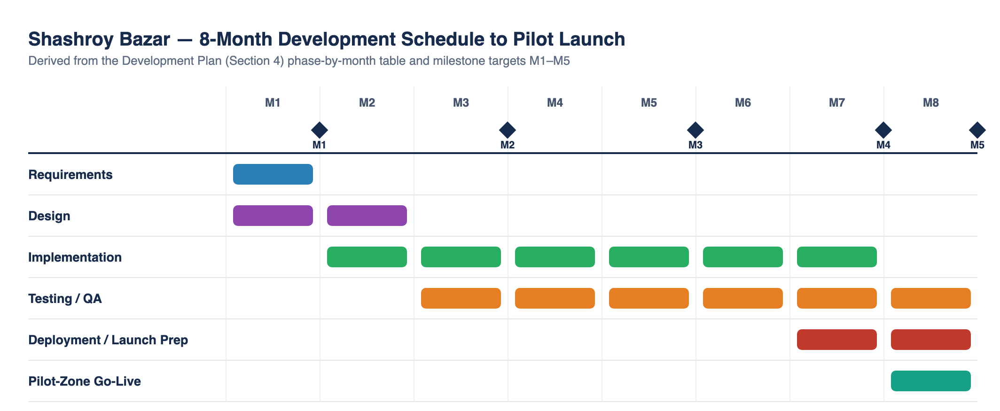 Shashroy Bazar — 8-Month Development Schedule to Pilot Launch
Derived from the Development Plan (Section 4) phase-by-month table and milestone targets M1–M5
M1 M2 M3 M4 M5 M6 M7 M8
M1 M2 M3 M4 M5
Requirements
Design
Implementation
Testing / QA
Deployment / Launch Prep
Pilot-Zone Go-Live